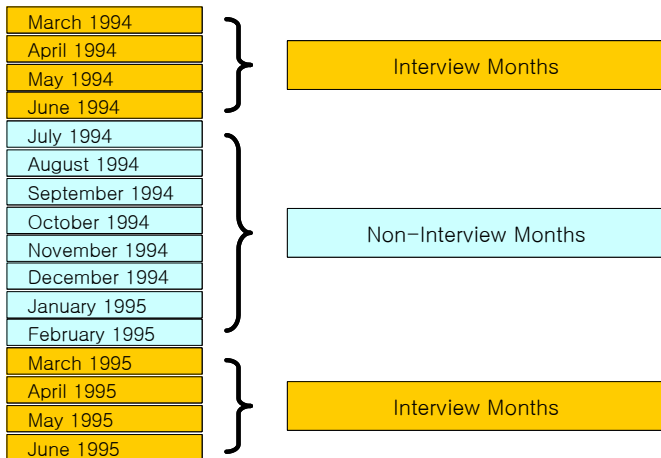 March 1994
April 1994
May 1994
June 1994
July 1994
August 1994
September 1994
October 1994
November 1994
December 1994
January 1995
February 1995
March 1995
April 1995
May 1995
June 1995
Interview Months
Non-Interview Months
Interview Months